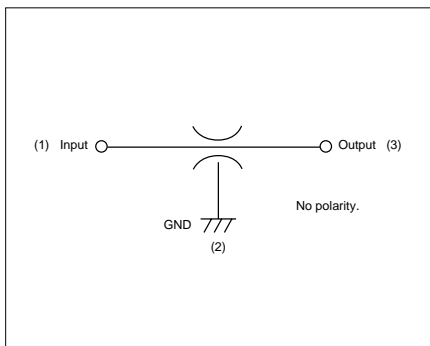 (1) Input Output (3)
No polarity.
GND
(2)